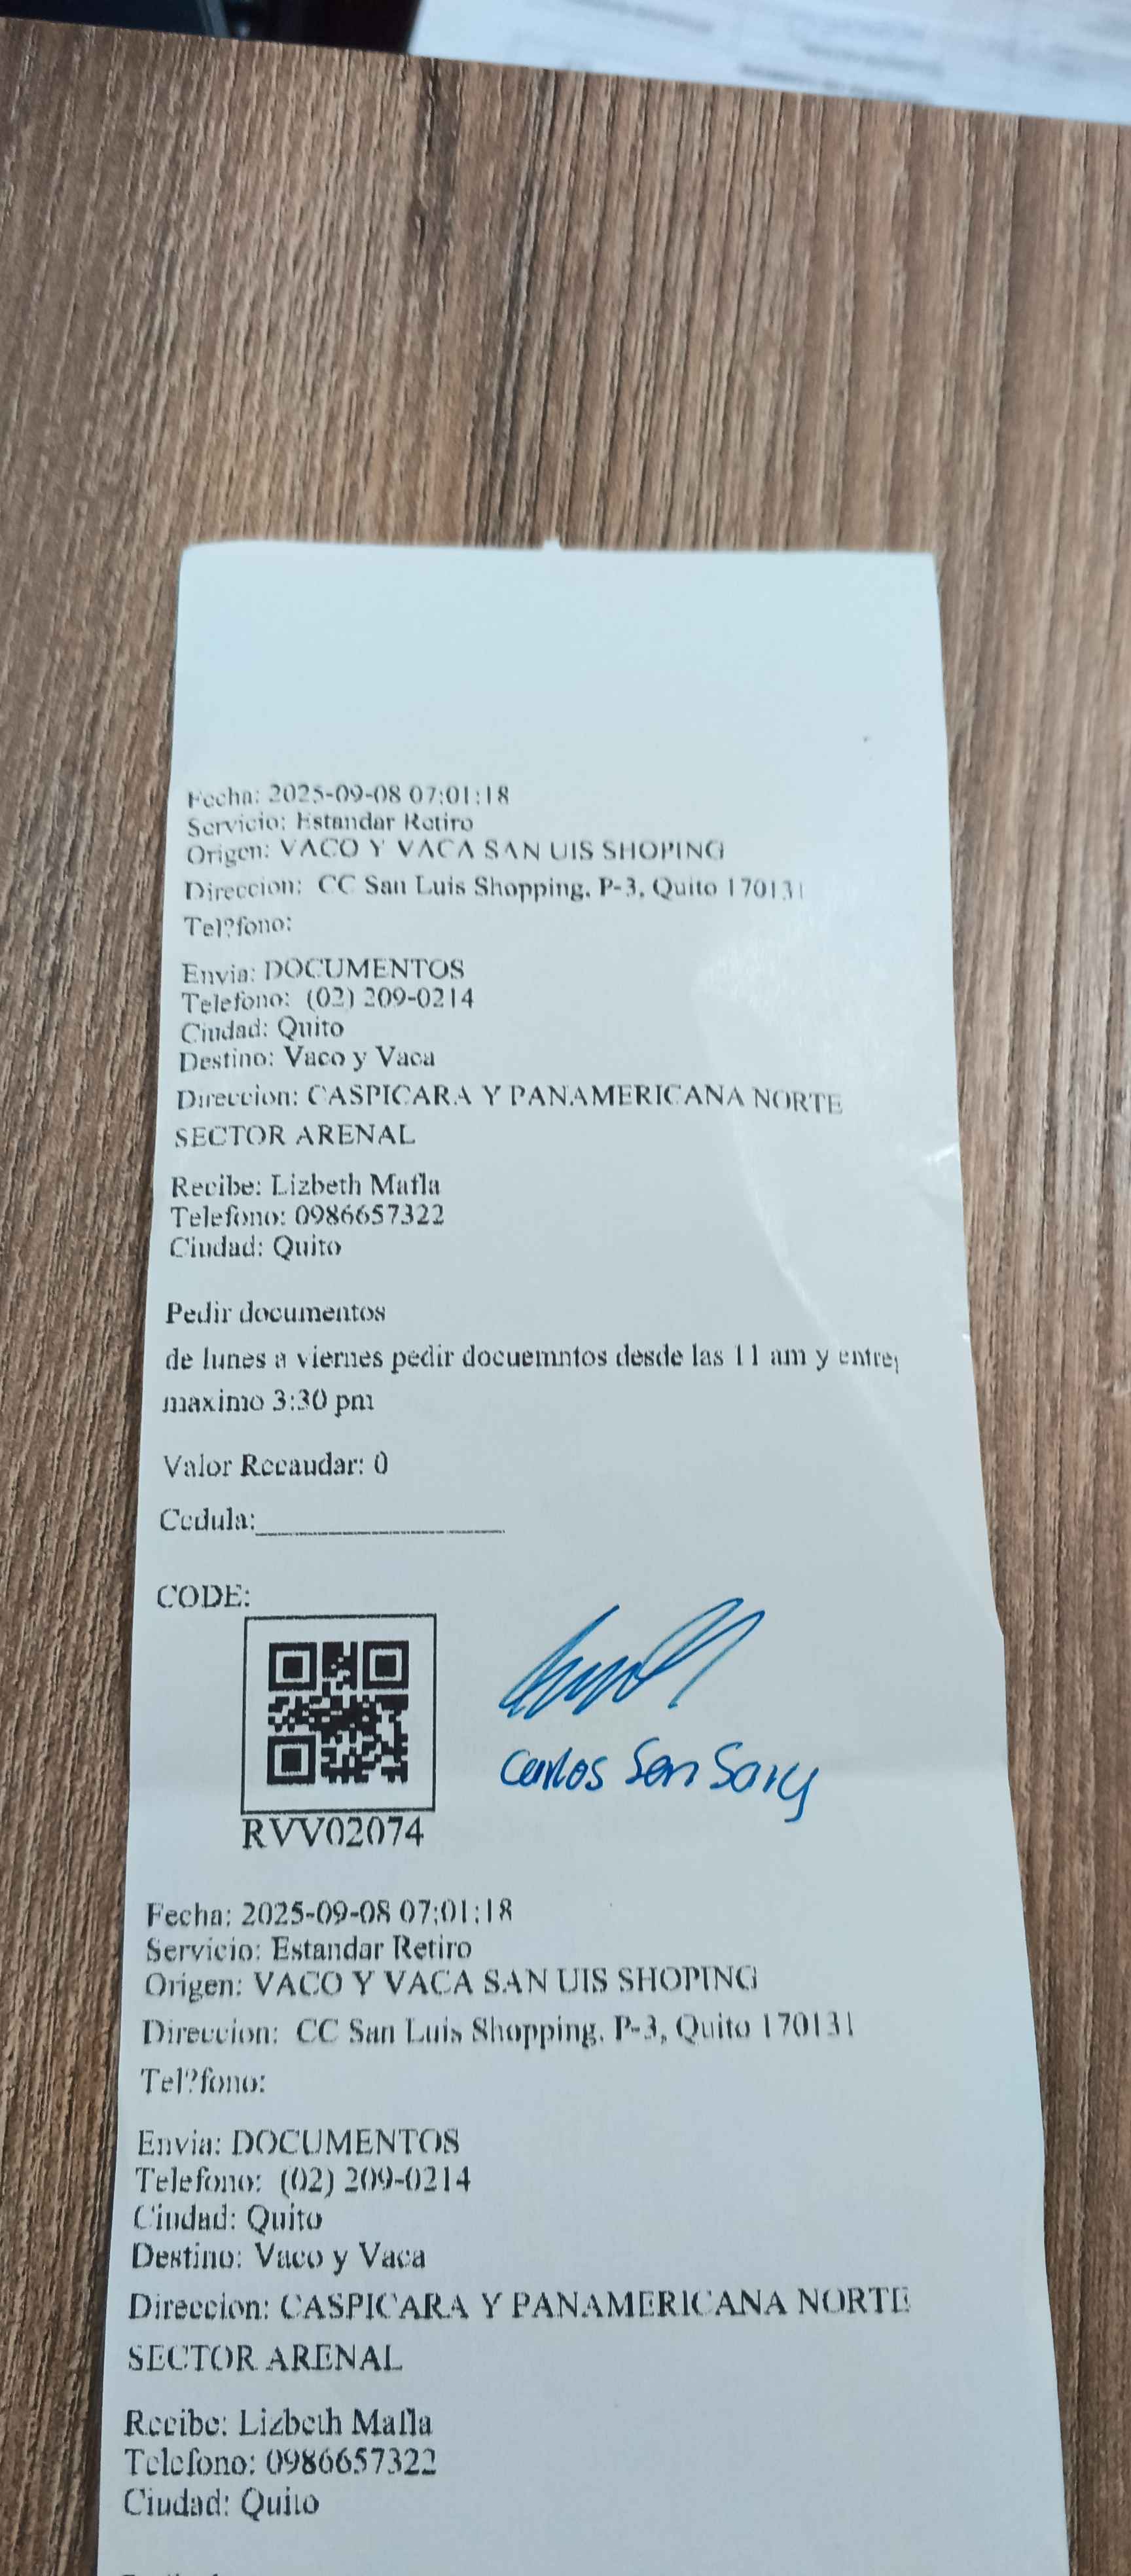 Fecha: 2025-09-08 07:01:18
Servicio: Estandar Retiro
Origen: VACO Y VACA SAN UIS SHOPING
Direccion: CC San Luis Shopping, P-3, Quito 170131
Tel?fono:
Envia: DOCUMENTOS
Telefono: (02) 209-0214
Ciudad: Quito
Destino: Vaco y Vaca
Direccion: CASPICARA Y PANAMERICANA NORTE
SECTOR ARENAL
Recibe: Lizbeth Mafla
Telefono: 0986657322
Ciudad: Quito
Pedir documentos
de lunes a viernes pedir docuemntos desde las 11 am y
maximo 3:30 pm
Valor Recaudar: 0
Cedula:
CODE:
Carlos
RVV02074
Fecha: 2025-09-08 07:01:18
Servicio: Estandar Retiro
Origen: VACO Y VACA SAN UIS SHOPING
Direccion: CC San Luis Shopping, P-3, Quito 170131
Tel?fono:
Envia: DOCUMENTOS
Telefono: (02) 209-0214
Ciudad: Quito
Destino: Vaco y Vaca
Direccion: CASPICARA Y PANAMERICANA NORTE
SECTOR ARENAL
Recibe: Lizbeth Mafla
Telefono: 0986657322
Ciudad: Quito